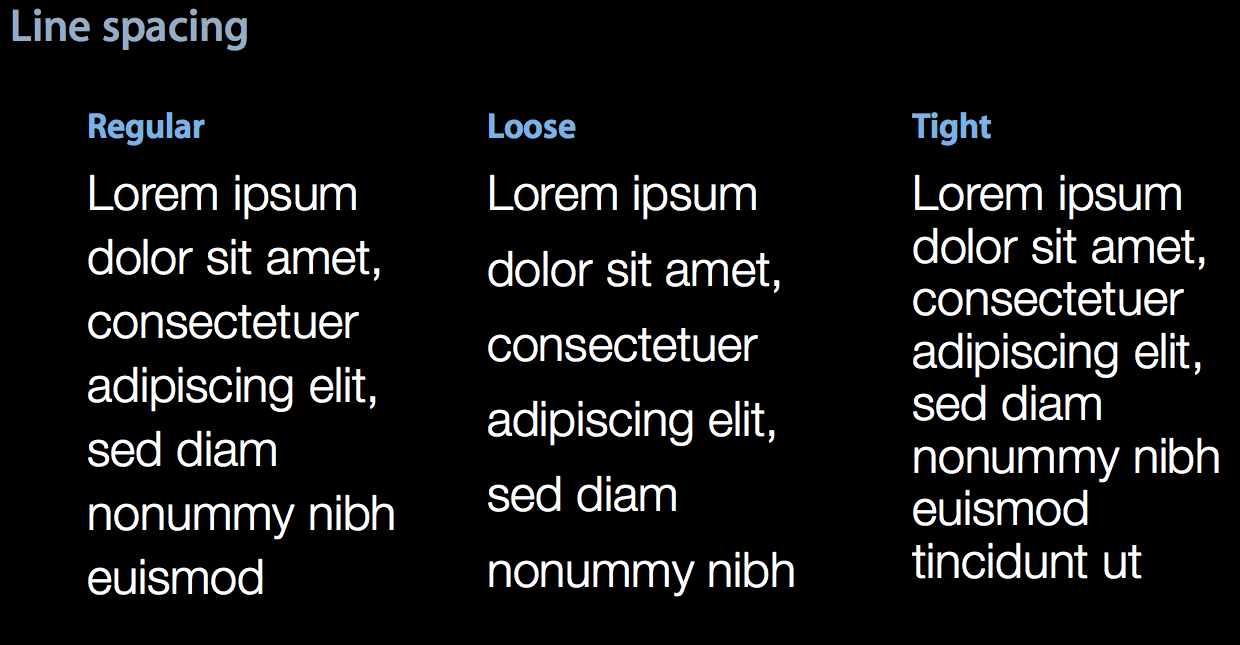 Line spacing
Regular
Lorem ipsum
dolor sit amet,
consectetuer
adipiscing elit,
sed diam
nonummy nibh
euismod
Loose
Lorem ipsum
dolor sit amet,
consectetuer
adipiscing elit,
sed diam
nonummy nibh
Tight
Lorem ipsum
dolor sit amet,
consectetuer
adipiscing elit,
sed diam
nonummy nibh
euismod
tincidunt ut